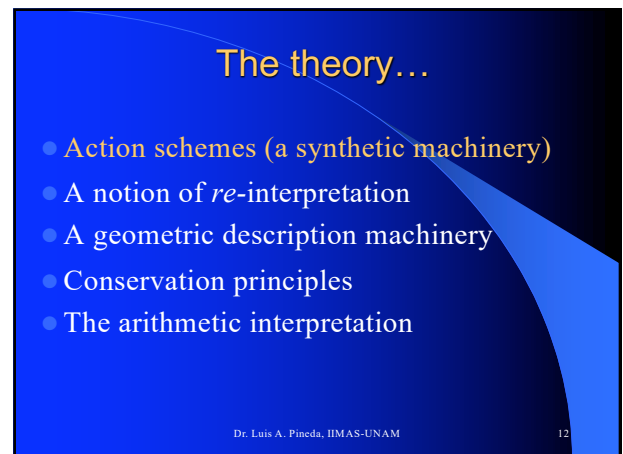 The theory…
Action schemes (a synthetic machinery)
A notion of re-interpretation
A geometric description machinery
Conservation principles
The arithmetic interpretation
Dr. Luis A. Pineda, IIMAS-UNAM 12